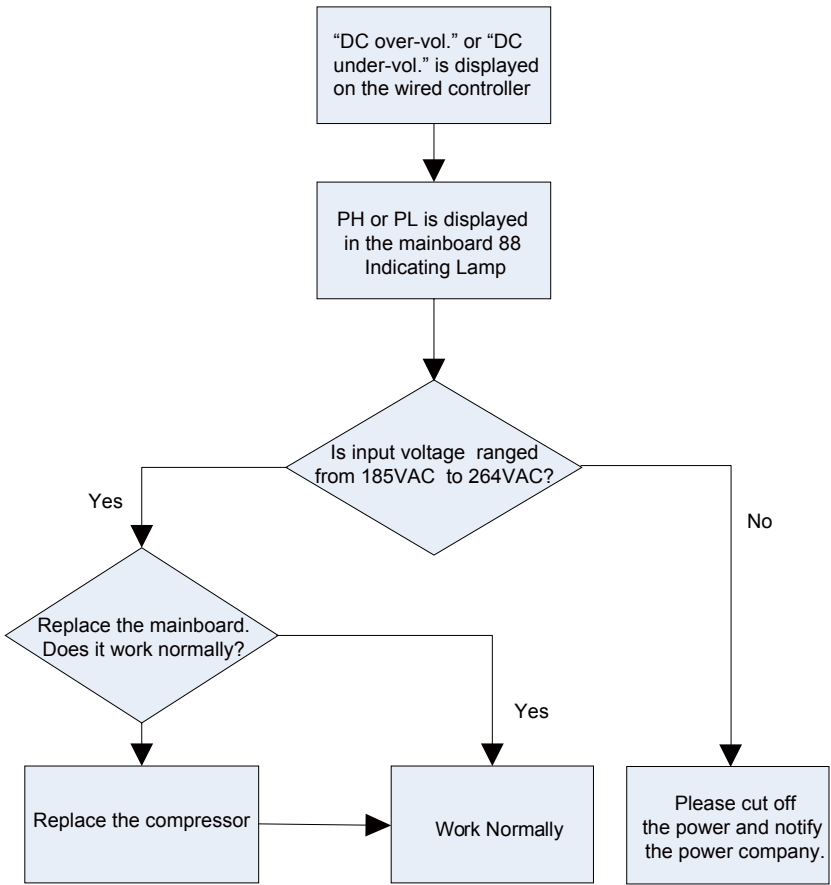 “DC over-vol.” or “DC
under-vol.” is displayed
on the wired controller
PH or PL is displayed
in the mainboard 88
Indicating Lamp
Is input voltage ranged
from 185VAC to 264VAC?
Yes
No
Replace the mainboard.
Does it work normally?
Yes
Replace the compressor
Work Normally
Please cut off
the power and notify
the power company.